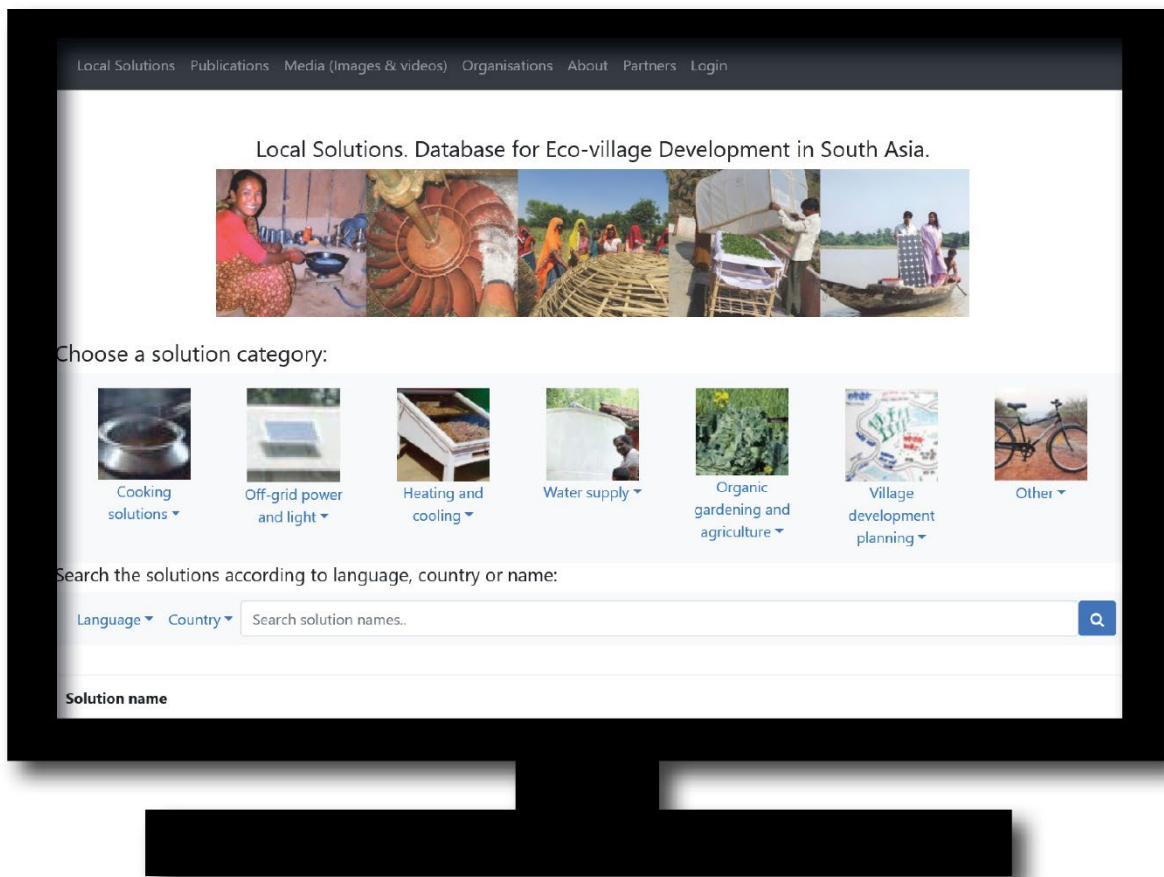 Local Solutions Publications Media (Images & videos) Organisations About Partners Login
Local Solutions. Database for Eco-village Development in South Asia.
Choose a solution category:
Cooking
solutions
Off-grid power
and light
Heating and
cooling
Water supply
Organic
gardening and
agriculture
Village
development
planning
Other
Search the solutions according to language, country or name:
Language Country Search solution names..
Solution name